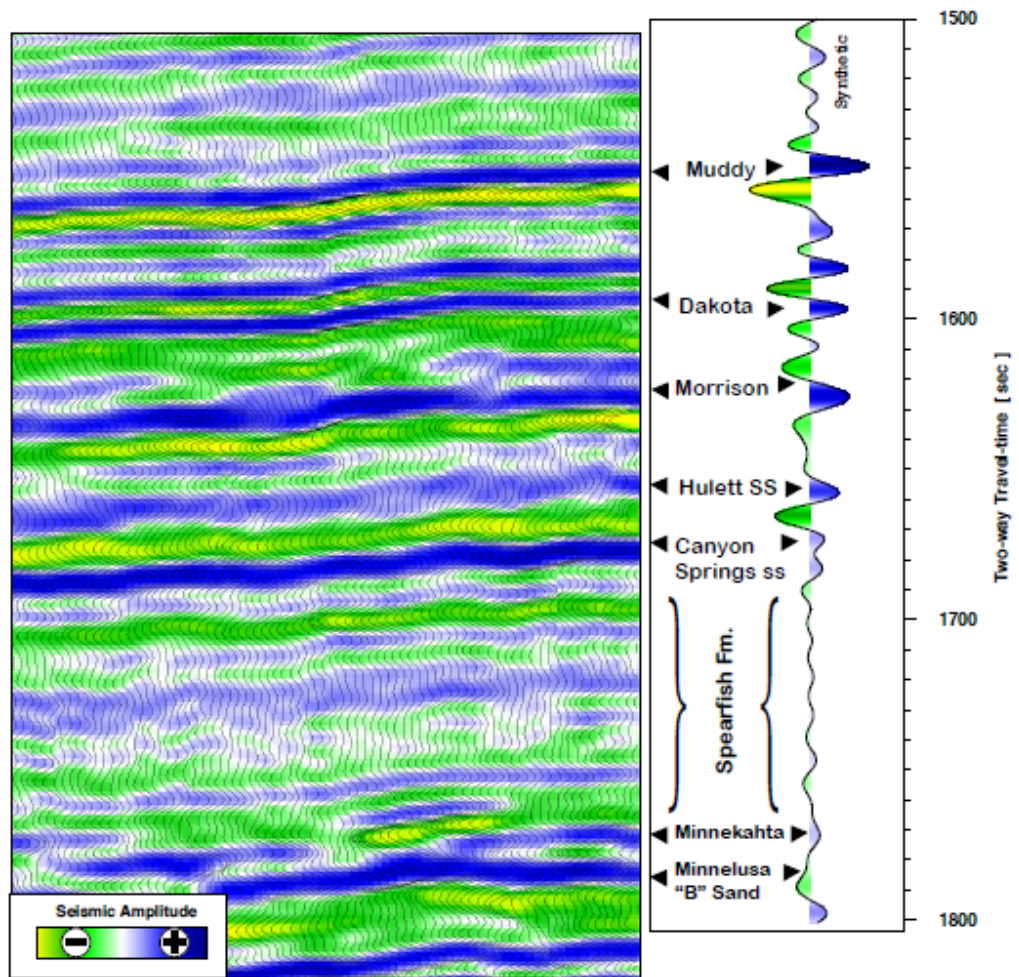 1500
Synthetic
Muddy
Dakota
1600
Morrison
Two-way Travel-time [ sec ]
Hulett SS
Canyon
Springs ss
1700
Spearfish Fm.
Minnekahta
Minnelusa
"B" Sand
1800
Seismic Amplitude
− +